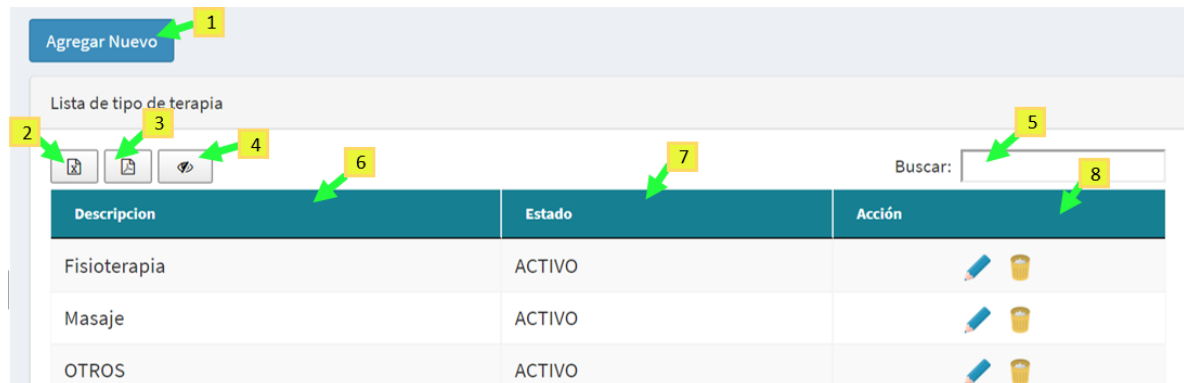 1
Agregar Nuevo
Lista de tipo de terapia
2 3 4 5
6 7 Buscar: 8
Descripcion Estado Acción
Fisioterapia ACTIVO
Masaje ACTIVO
OTROS ACTIVO